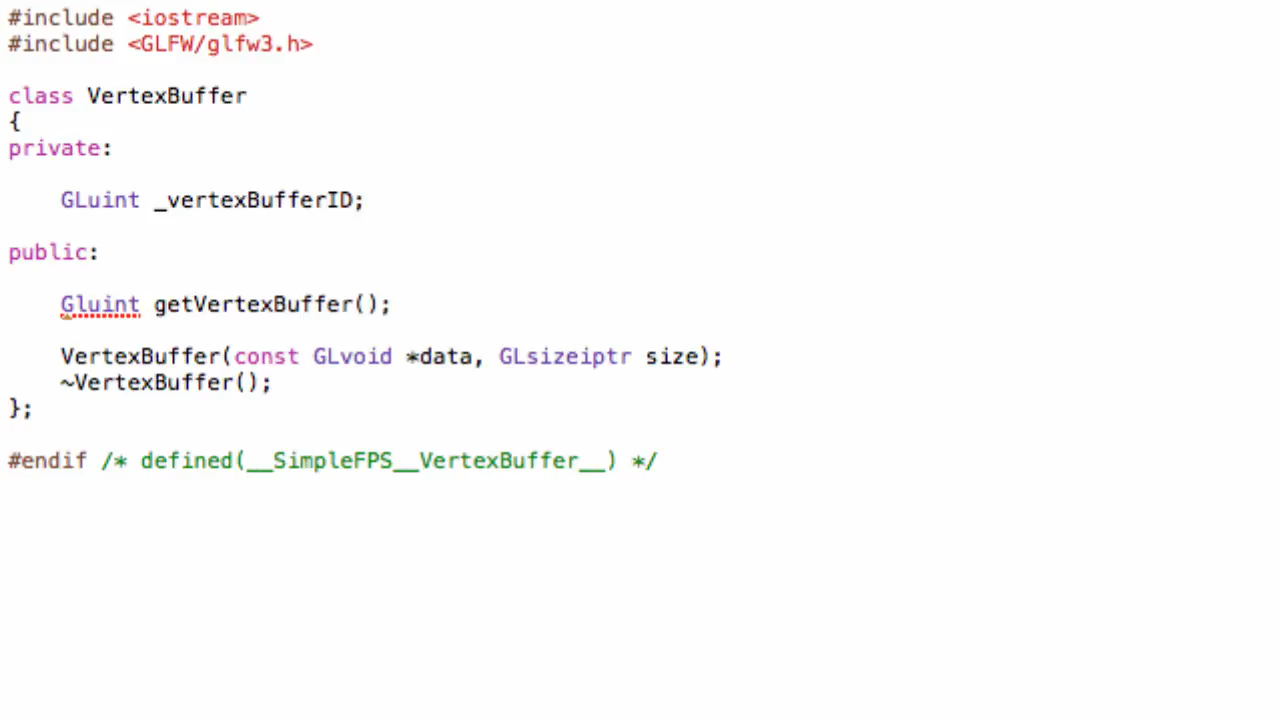 #include <iostream>
#include <GLFW/glfw3.h>
class VertexBuffer
{
private:
GLuint _vertexBufferID;
public:
Gluint getVertexBuffer();
VertexBuffer(const GLvoid *data, GLsizeiptr size);
~VertexBuffer();
};
#endif /* defined(__SimpleFPS__VertexBuffer__) */